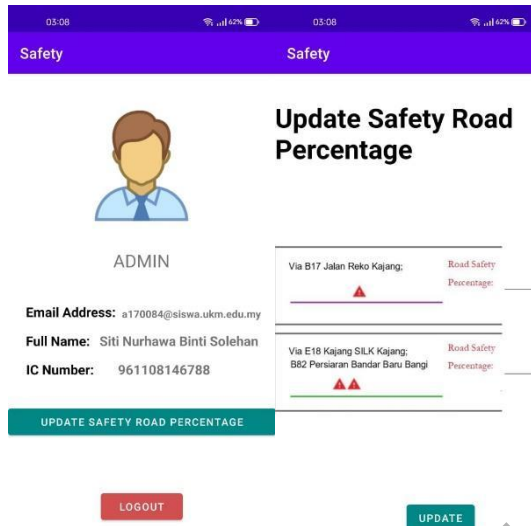 03:08
62%
Safety
ADMIN
Email Address: a170084@siswa.ukm.edu.my
Full Name: Siti Nurhawa Binti Solehan
IC Number: 961108146788
UPDATE SAFETY ROAD PERCENTAGE
LOGOUT
03:08
62%
Safety
Update Safety Road
Percentage
Via B17 Jalan Reko Kajang;
Road Safety
Percentage:
Via E18 Kajang SILK Kajang;
B82 Persiaran Bandar Baru Bangi
Road Safety
Percentage:
UPDATE